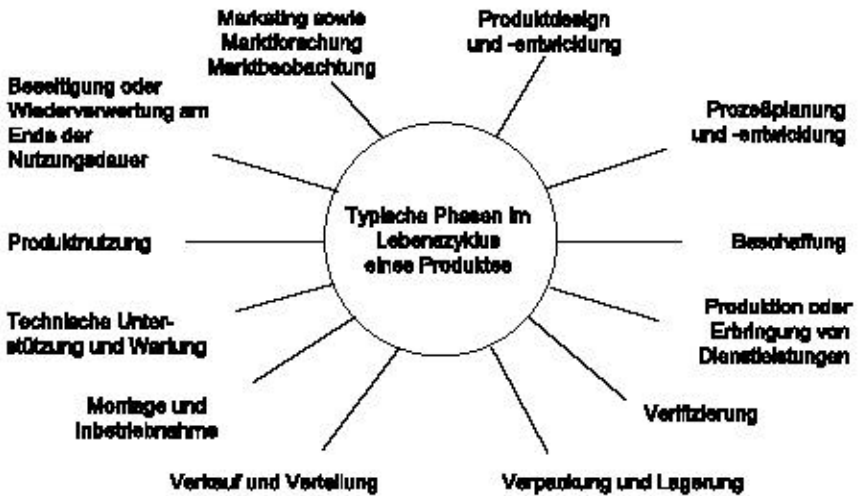 Typische Phasen im
Lebenszyklus
eines Produktes
Marketing sowie
Marktforschung
Marktbeobachtung
Produktdesign
und -entwicklung
Prozeßplanung
und -entwicklung
Beschaffung
Produktion oder
Erbringung von
Dienstleistungen
Verifizierung
Verpackung und Lagerung
Verkauf und Verteilung
Montage und
Inbetriebnahme
Technische Unter-
stützung und Wartung
Produktnutzung
Beseitigung oder
Wiederverwertung am
Ende der
Nutzungsdauer